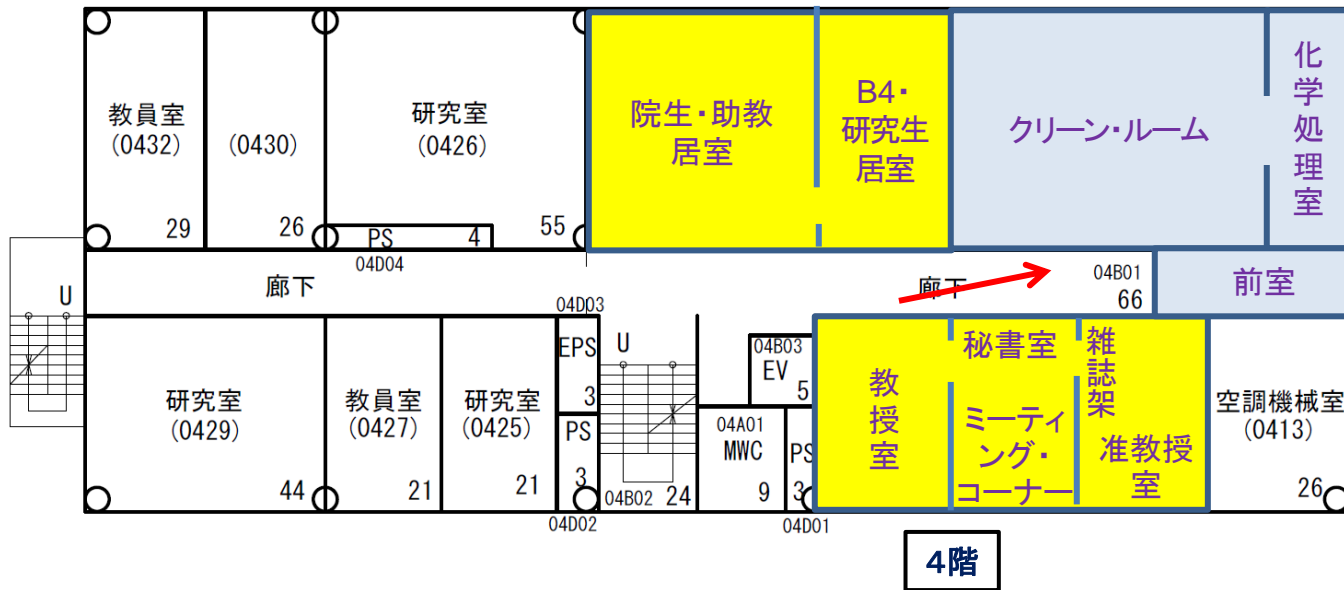 教員室
(0432)
29
(0430)
26
研究室
(0426)
55
PS
4
04D04
院生・助教
居室
B4・
研究生
居室
クリーン・ルーム
化学処理室
U
廊下
04D03
廊下
04B01
66
前室
研究室
(0429)
44
教員室
(0427)
21
研究室
(0425)
21
EPS
3
PS
3
04D02
U
04B02
24
04B03
EV
5
04A01
MWC
9
PS
3
04D01
教授室
秘書室
ミーティ
ング・
コーナー
雑誌架
准教授
室
空調機械室
(0413)
26
4階